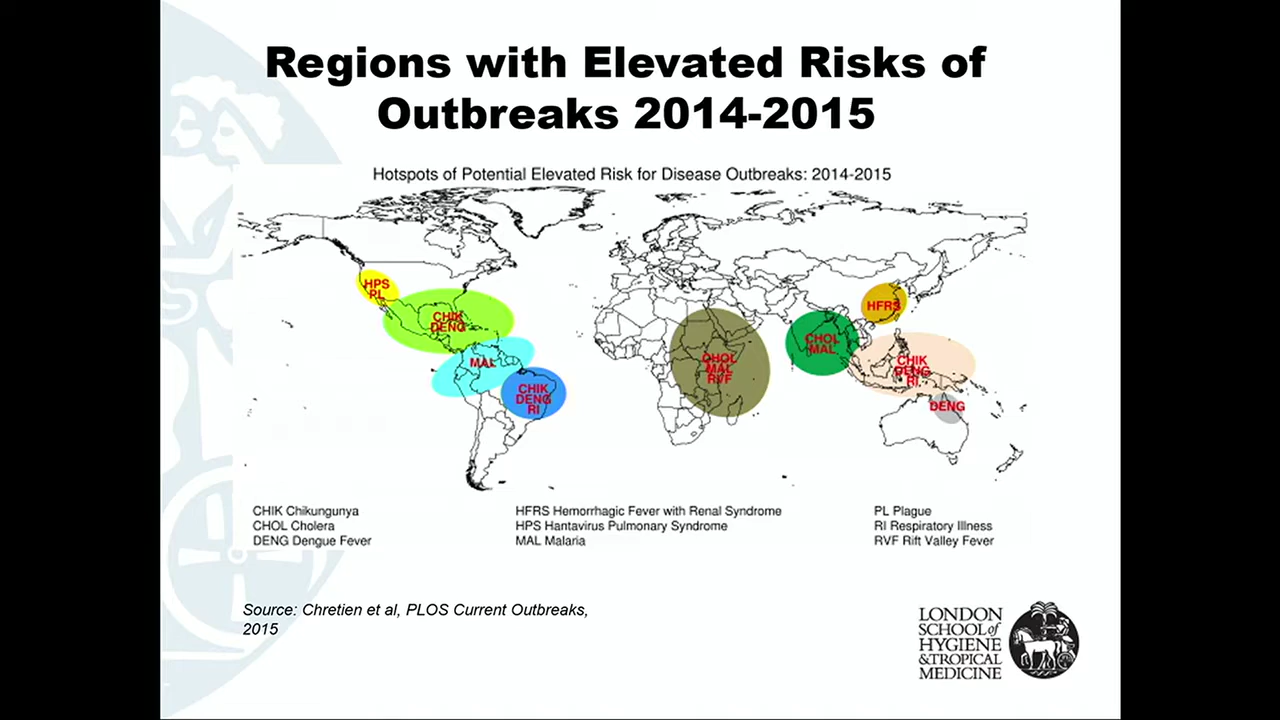 Regions with Elevated Risks of
Outbreaks 2014-2015
Hotspots of Potential Elevated Risk for Disease Outbreaks: 2014-2015
HPS
PL
CHIK
DENG
MAL
CHIK
DENG
RI
CHOL
MAL
RVF
CHOL
MAL
HFRS
CHIK
DENG
RI
DENG
CHIK Chikungunya
CHOL Cholera
DENG Dengue Fever
HFRS Hemorrhagic Fever with Renal Syndrome
HPS Hantavirus Pulmonary Syndrome
MAL Malaria
PL Plague
RI Respiratory Illness
RVF Rift Valley Fever
Source: Chretien et al, PLOS Current Outbreaks,
2015
LONDON
SCHOOL of
HYGIENE
& TROPICAL
MEDICINE